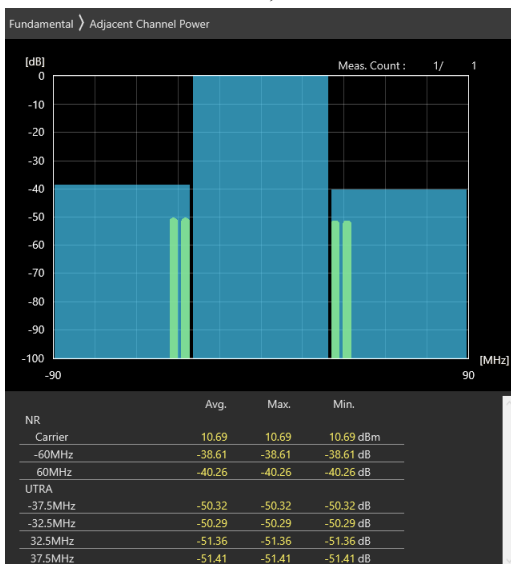 Fundamental 〉 Adjacent Channel Power
[dB]
Meas. Count : 1/ 1
0
-10
-20
-30
-40
-50
-60
-70
-80
-90
-100
[MHz]
-90 90
Avg. Max. Min.
NR
Carrier 10.69 10.69 10.69 dBm
-60MHz -38.61 -38.61 -38.61 dB
60MHz -40.26 -40.26 -40.26 dB
UTRA
-37.5MHz -50.32 -50.32 -50.32 dB
-32.5MHz -50.29 -50.29 -50.29 dB
32.5MHz -51.36 -51.36 -51.36 dB
37.5MHz -51.41 -51.41 -51.41 dB